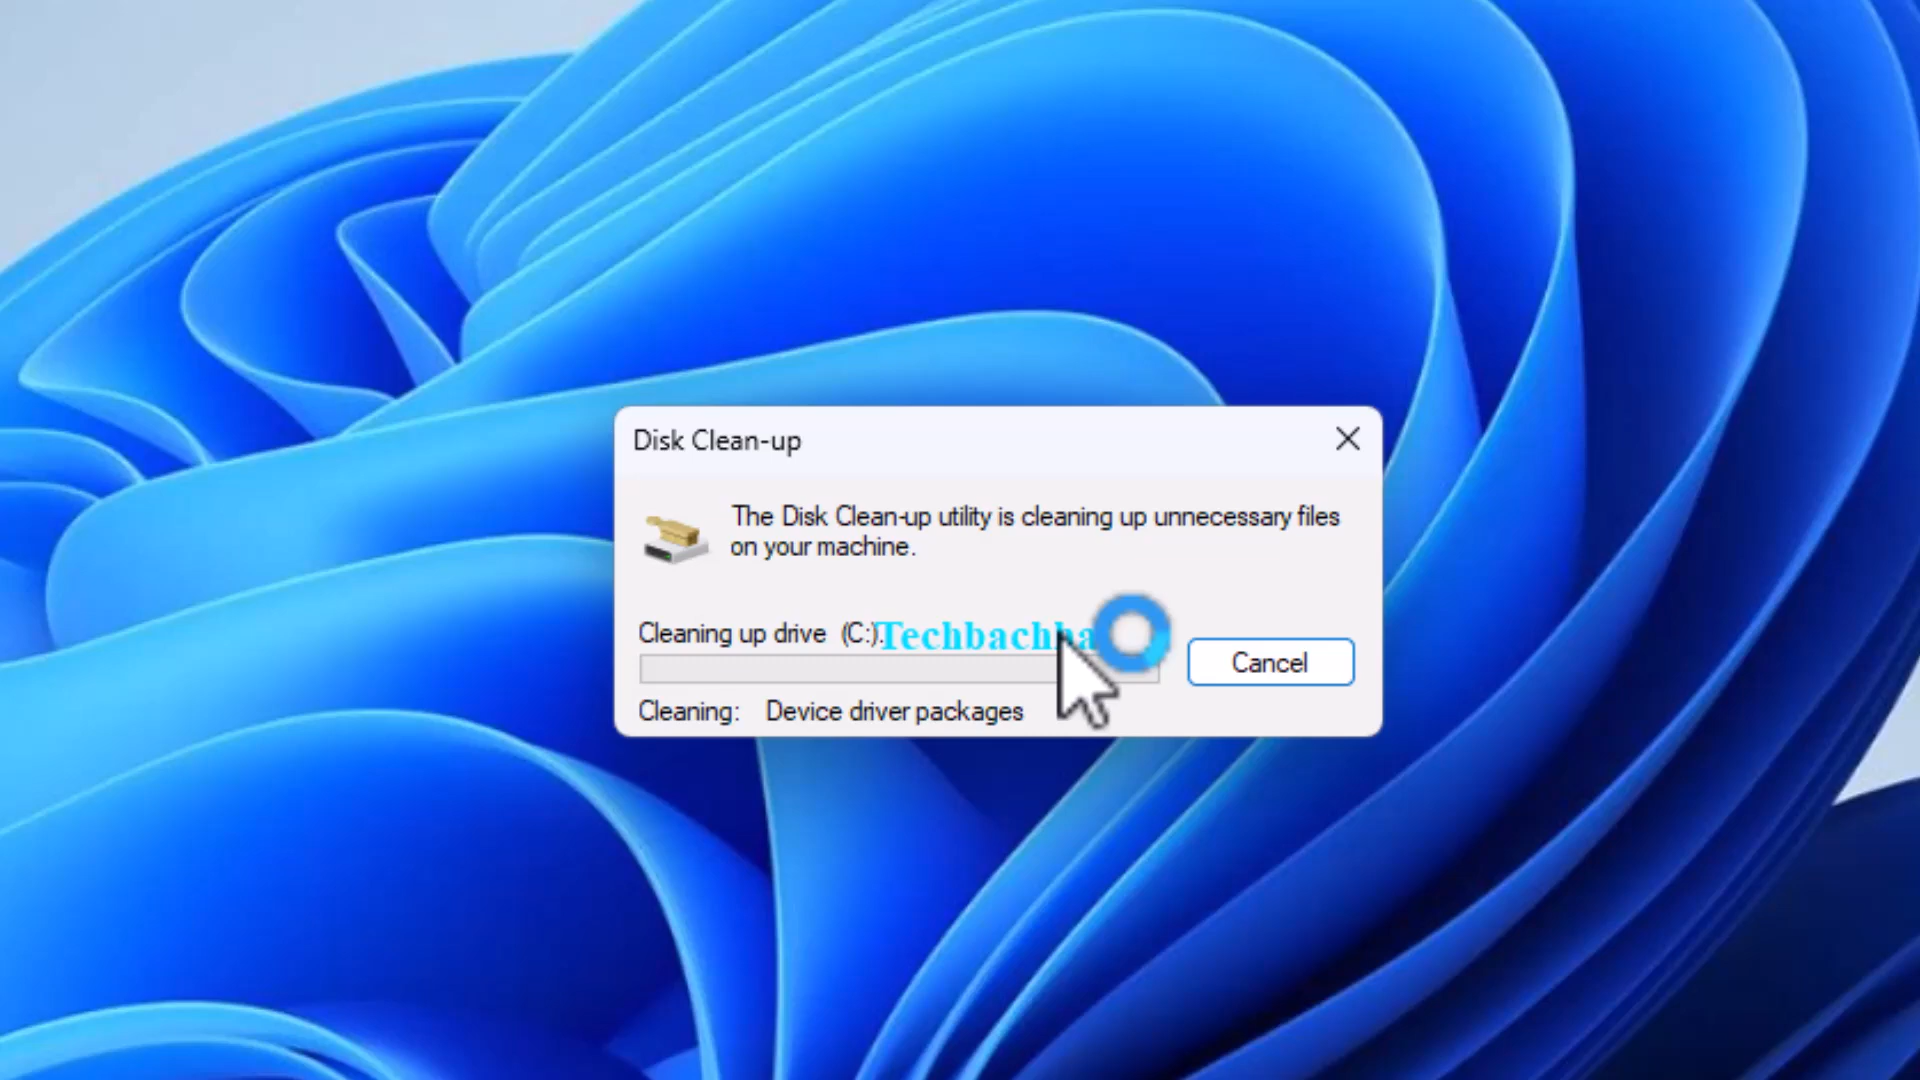 Disk Clean-up
The Disk Clean-up utility is cleaning up unnecessary files
on your machine.
Cleaning up drive (C:).
Cancel
Cleaning: Device driver packages